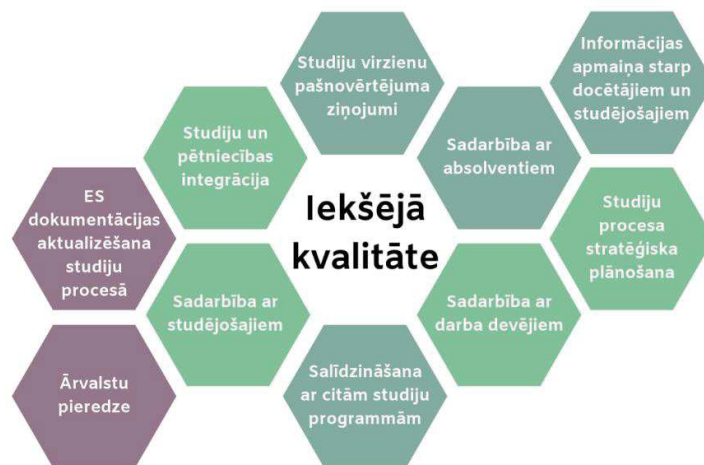 Informācijas
apmaiņa starp
docētājiem un
studējošajiem
Studiju virzienu
pašnovērtējuma
ziņojumi
Studiju un
pētniecības
integrācija
Sadarbība ar
absolventiem
ES
dokumentācijas
aktualizēšana
studiju
procesā
Iekšējā
kvalitāte
Studiju
procesa
stratēģiska
plānošana
Sadarbība ar
studējošajiem
Sadarbība ar
darba devējiem
Ārvalstu
pieredze
Salīdzināšana
ar citām studiju
programmām